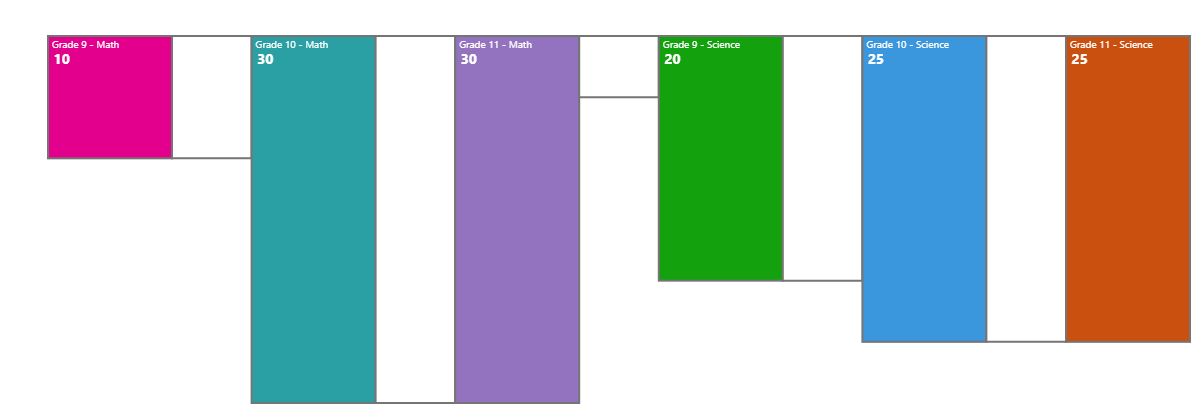 Grade 9 - Math
10
Grade 10 - Math
30
Grade 11 - Math
30
Grade 9 - Science
20
Grade 10 - Science
25
Grade 11 - Science
25